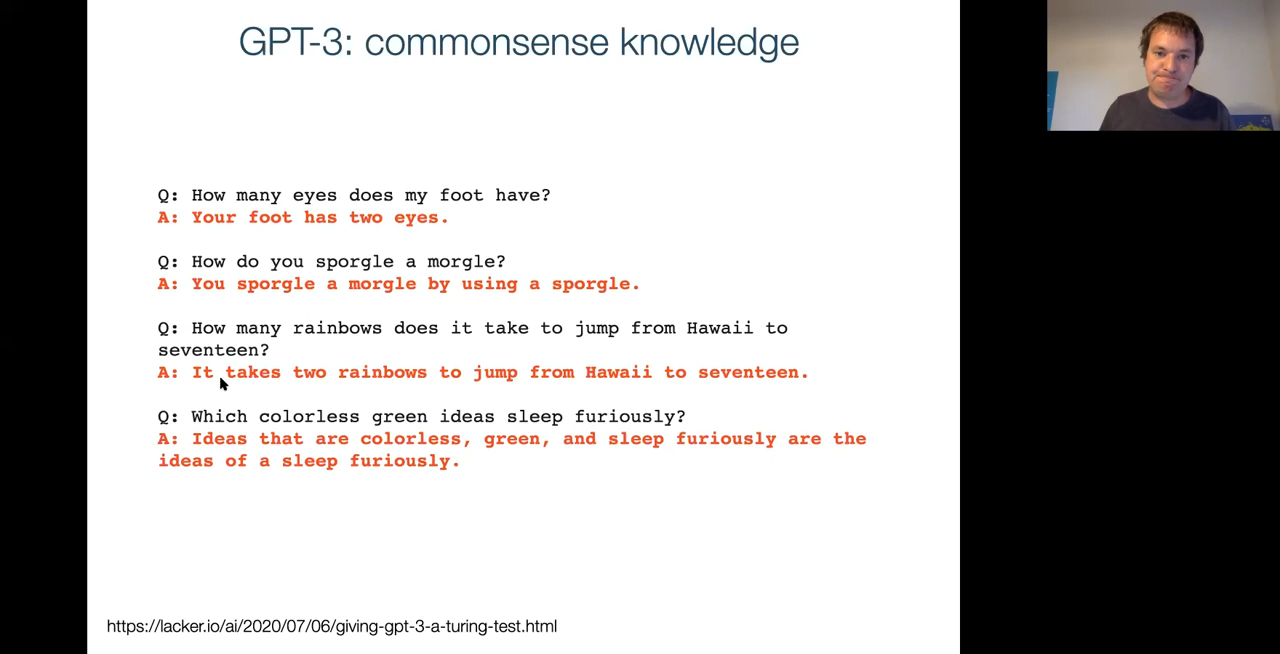 GPT-3: commonsense knowledge
Q: How many eyes does my foot have?
A: Your foot has two eyes.
Q: How do you sporgle a morgle?
A: You sporgle a morgle by using a sporgle.
Q: How many rainbows does it take to jump from Hawaii to
seventeen?
A: It takes two rainbows to jump from Hawaii to seventeen.
Q: Which colorless green ideas sleep furiously?
A: Ideas that are colorless, green, and sleep furiously are the
ideas of a sleep furiously.
https://lacker.io/ai/2020/07/06/giving-gpt-3-a-turing-test.html